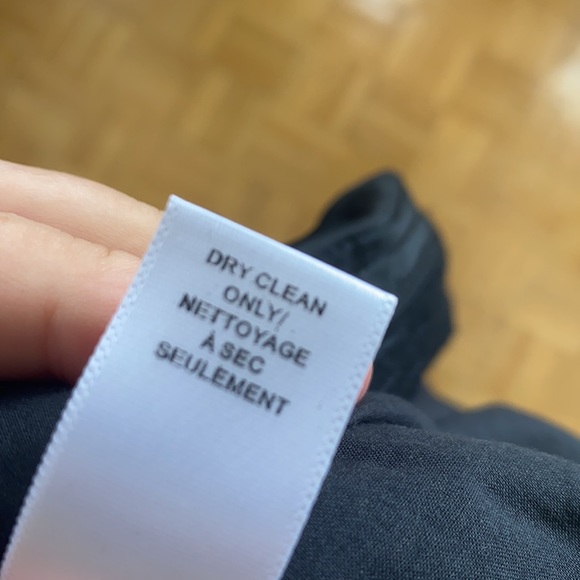 DRY CLEAN
ONLY/
NETTOYAGE
À SEC
SEULEMENT